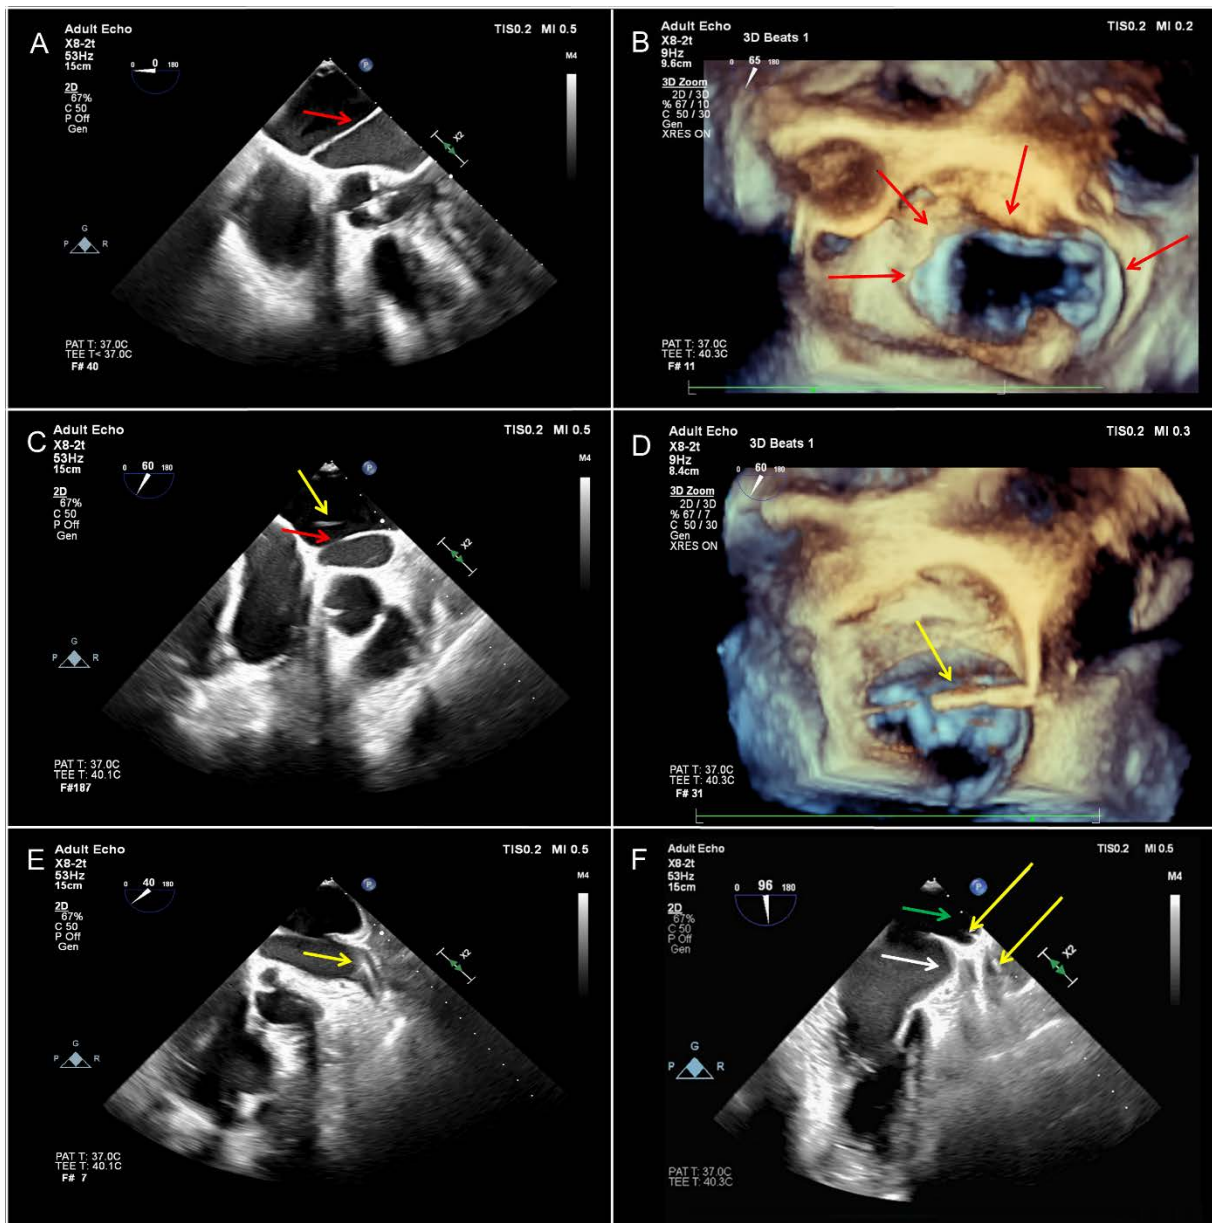 A
Adult Echo
X8-2t
53Hz
15cm
2D
67%
C 50
P Off
Gen
0 0 180
P
TIS0.2 MI 0.5
M4
X2
G
P R
PAT T: 37.0C
TEE T< 37.0C
F# 40
B
Adult Echo
X8-2t
9Hz
9.6cm
3D Beats 1
0 65 180
3D Zoom
2D / 3D
% 67 / 10
C 50 / 30
Gen
XRES ON
TIS0.2 MI 0.2
PAT T: 37.0C
TEE T: 40.3C
F# 11
C
Adult Echo
X8-2t
53Hz
15cm
0 60 180
2D
67%
C 50
P Off
Gen
P
TIS0.2 MI 0.5
M4
X2
G
P R
PAT T: 37.0C
TEE T: 40.1C
F#187
D
Adult Echo
X8-2t
9Hz
8.4cm
3D Beats 1
0 60 180
3D Zoom
2D / 3D
% 67 / 7
C 50 / 30
Gen
XRES ON
TIS0.2 MI 0.3
PAT T: 37.0C
TEE T: 40.3C
F# 31
E
Adult Echo
X8-2t
53Hz
15cm
0 40 180
2D
67%
C 50
P Off
Gen
P
TIS0.2 MI 0.5
M4
X2
G
P R
PAT T: 37.0C
TEE T: 40.1C
F# 7
F
Adult Echo
X8-2t
53Hz
15cm
0 96 180
2D
67%
C 50
P Off
Gen
P
TIS0.2 MI 0.5
M4
X2
G
P R
PAT T: 37.0C
TEE T: 40.3C